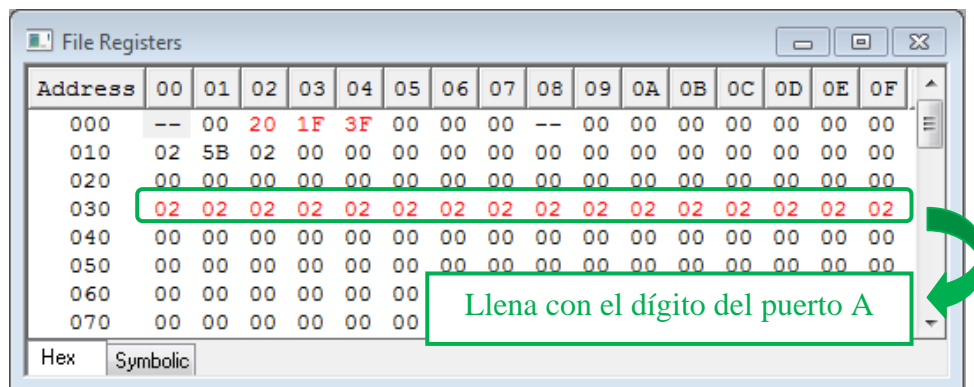 File Registers
Address 00 01 02 03 04 05 06 07 08 09 0A 0B 0C 0D 0E 0F
000 -- 00 20 1F 3F 00 00 00 -- 00 00 00 00 00 00 00
010 02 5B 02 00 00 00 00 00 00 00 00 00 00 00 00 00
020 00 00 00 00 00 00 00 00 00 00 00 00 00 00 00 00
030 02 02 02 02 02 02 02 02 02 02 02 02 02 02 02 02
040 00 00 00 00 00 00 00 00 00 00 00 00 00 00 00 00
050 00 00 00 00 00 00 00 00 00 00 00 00 00 00 00 00
060 00 00 00 00 00 00
Llena con el dígito del puerto A
070 00 00 00 00 00 00
Hex Symbolic